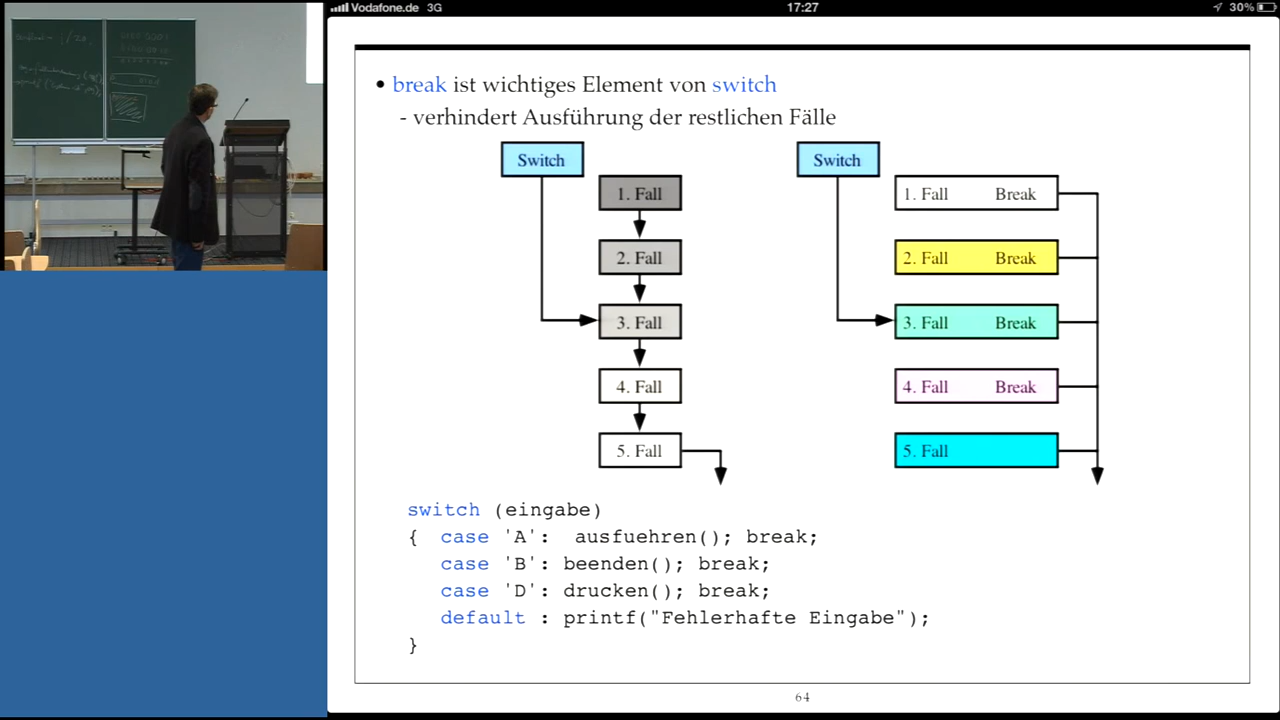 Vodafone.de 3G 17:27 30%
• break ist wichtiges Element von switch
- verhindert Ausführung der restlichen Fälle
Switch
1. Fall
2. Fall
3. Fall
4. Fall
5. Fall
Switch
1. Fall Break
2. Fall Break
3. Fall Break
4. Fall Break
5. Fall
switch (eingabe)
{ case 'A': ausfuehren(); break;
case 'B': beenden(); break;
case 'D': drucken(); break;
default : printf("Fehlerhafte Eingabe");
}
64